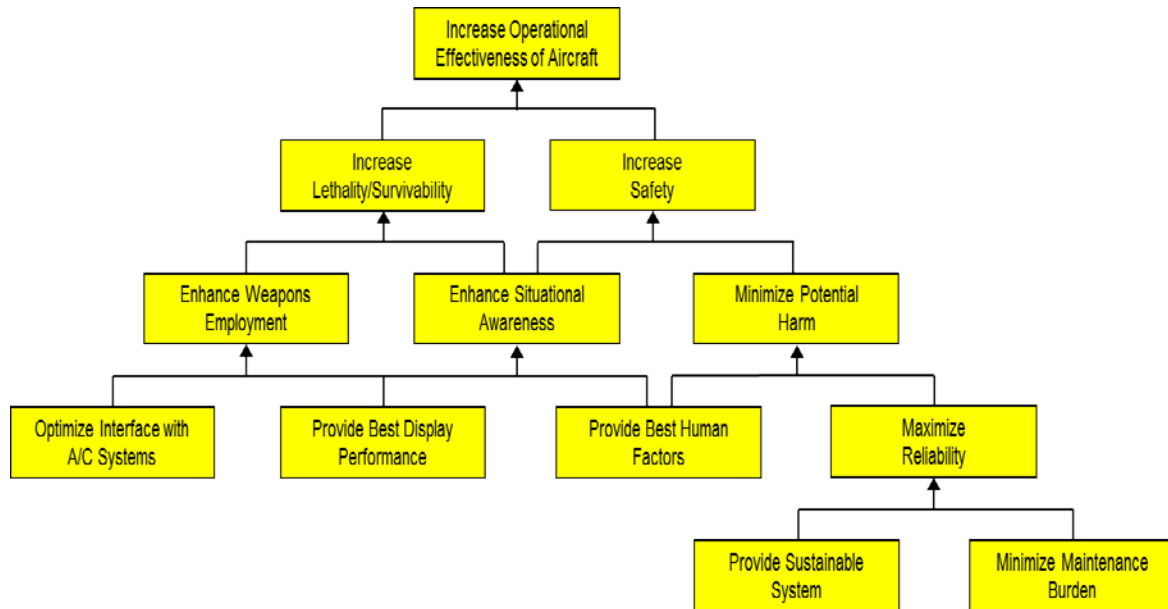 Increase Operational
Effectiveness of Aircraft
Increase
Lethality/Survivability
Increase
Safety
Enhance Weapons
Employment
Enhance Situational
Awareness
Minimize Potential
Harm
Optimize Interface with
A/C Systems
Provide Best Display
Performance
Provide Best Human
Factors
Maximize
Reliability
Provide Sustainable
System
Minimize Maintenance
Burden